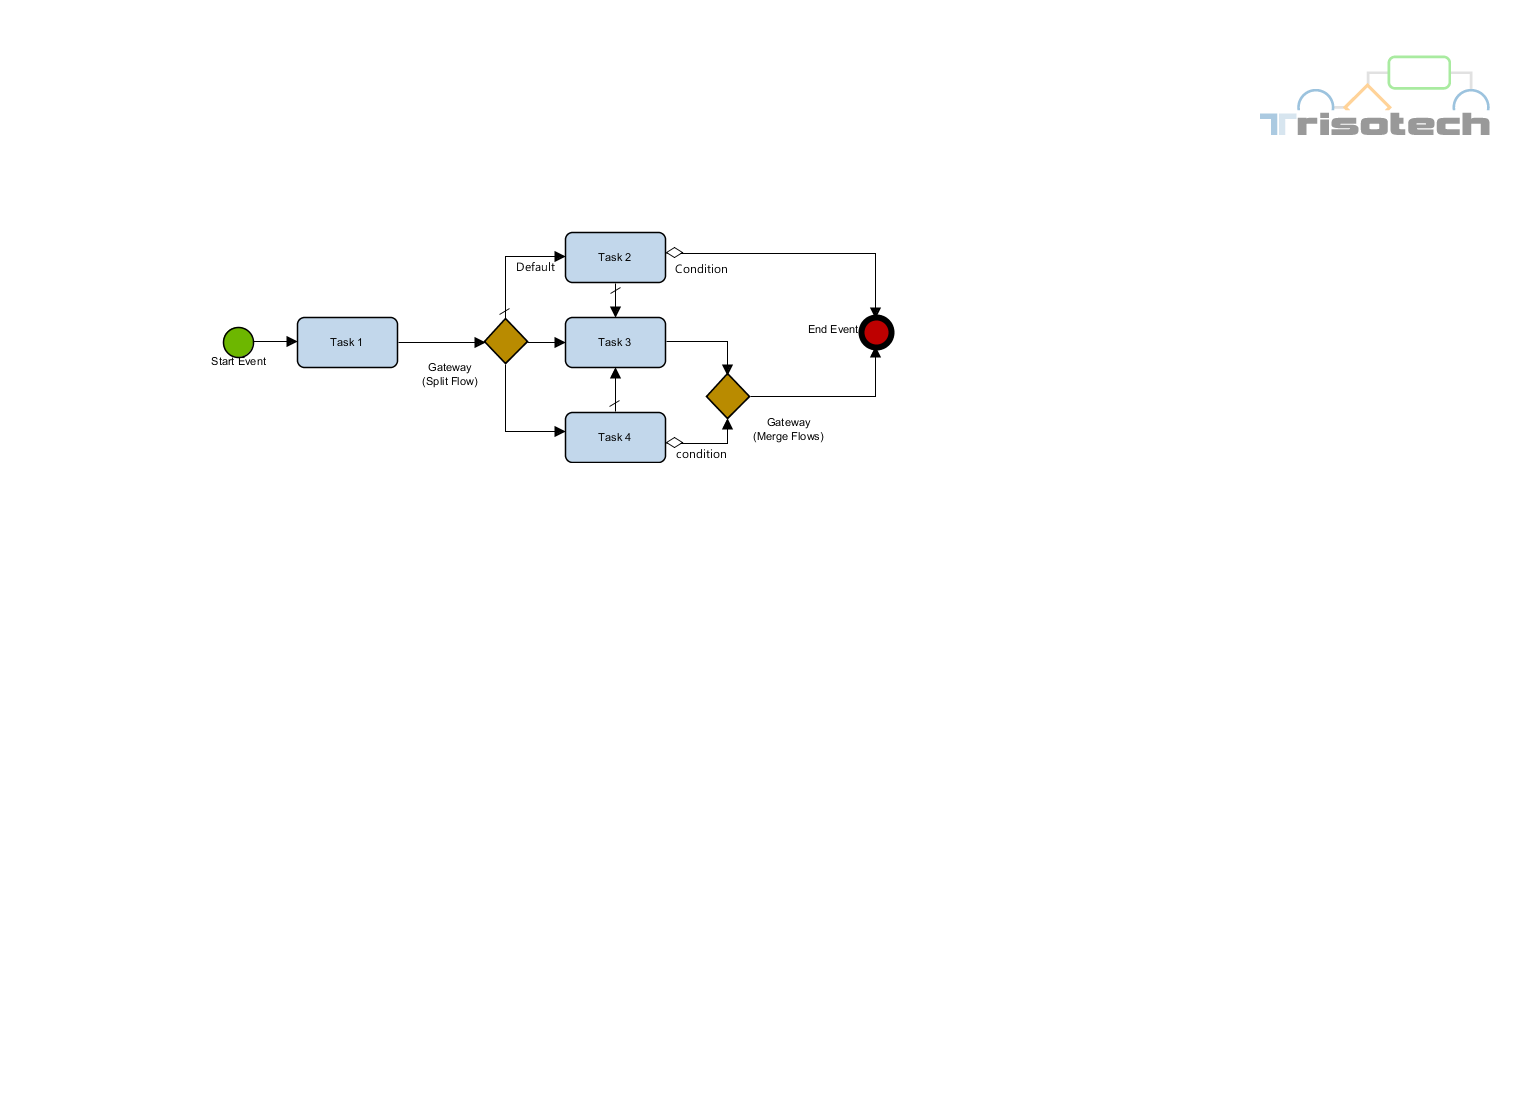 Trisotech
Task 2
Default
Condition
End Event
Start Event
Task 1
Task 3
Gateway
(Split Flow)
Gateway
(Merge Flows)
Task 4
condition